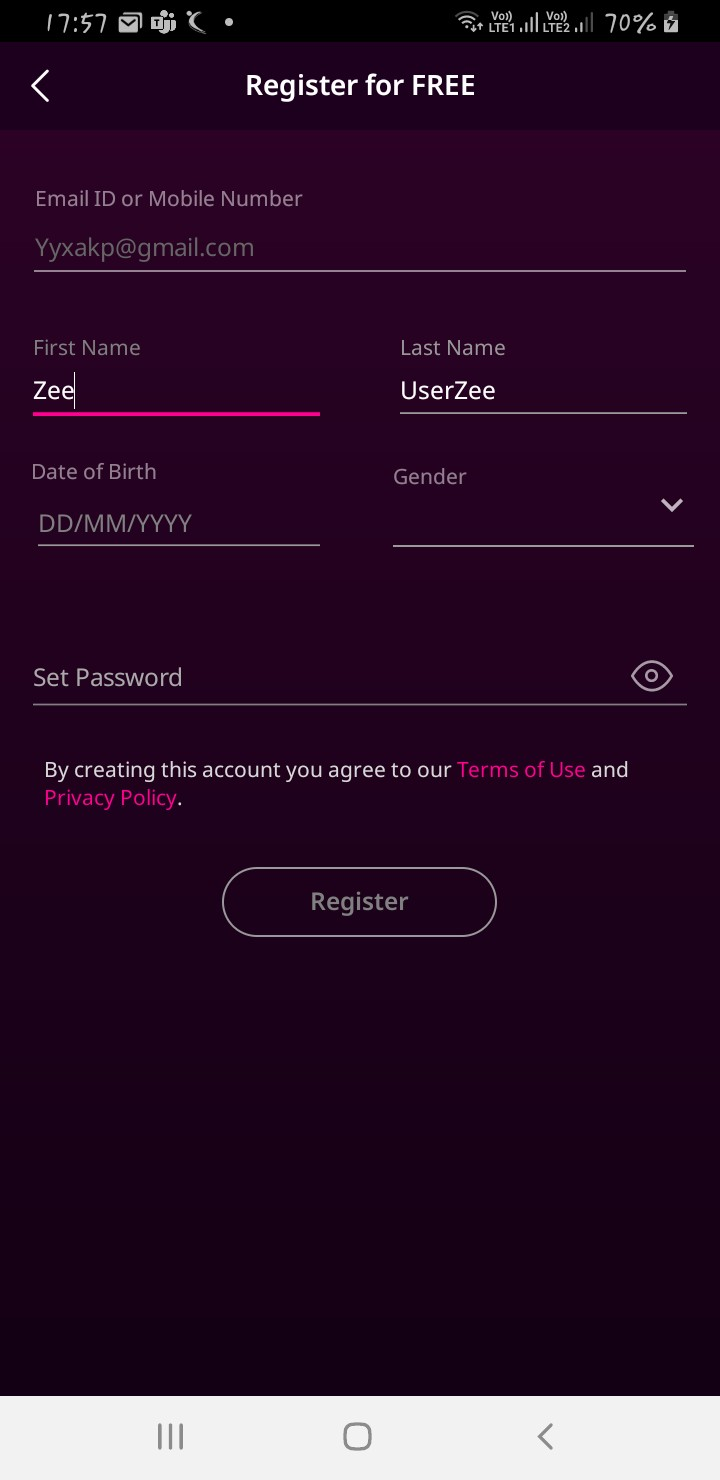 17:57 Vo) LTE1 Vo) LTE2 70%
Register for FREE
Email ID or Mobile Number
Yyxakp@gmail.com
First Name Last Name
Zee UserZee
Date of Birth Gender
DD/MM/YYYY
Set Password
By creating this account you agree to our Terms of Use and
Privacy Policy.
Register